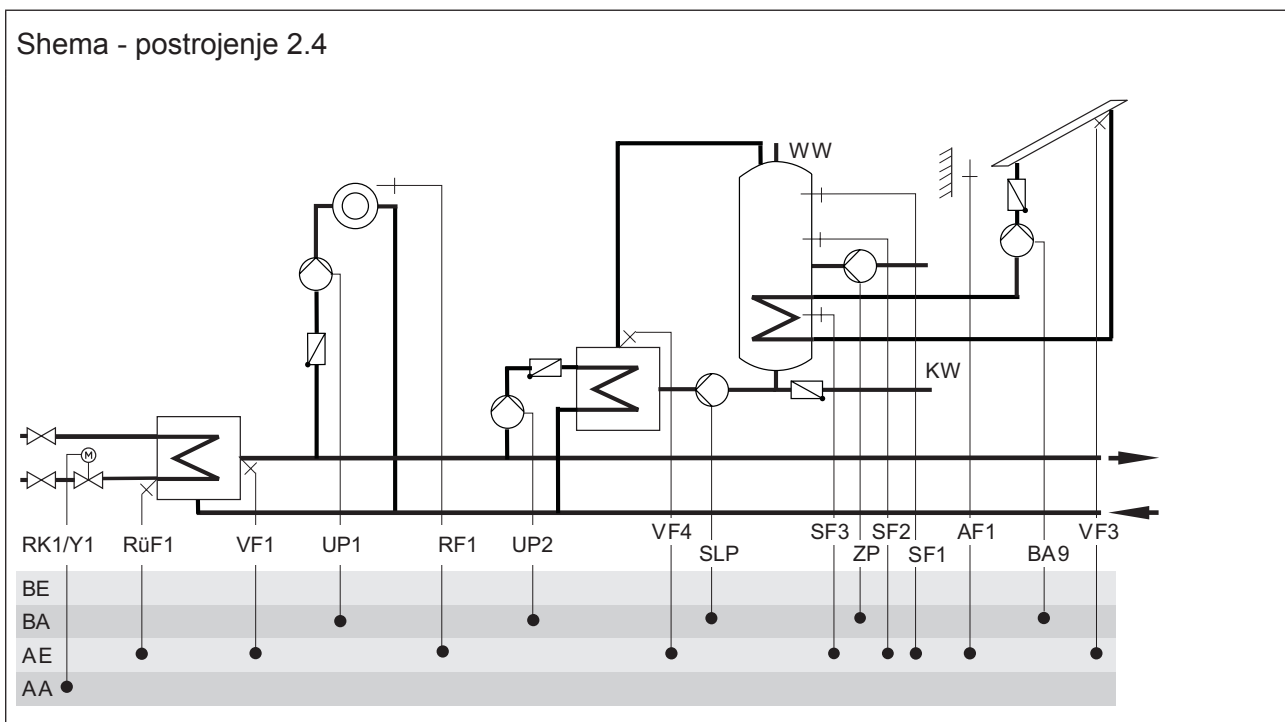 Shema - postrojenje 2.4
WW
KW
M
RK1/Y1 RüF1 VF1 UP1 RF1 UP2 VF4 SLP SF3 ZP SF2 SF1 AF1 BA9 VF3
BE
BA
AE
AA